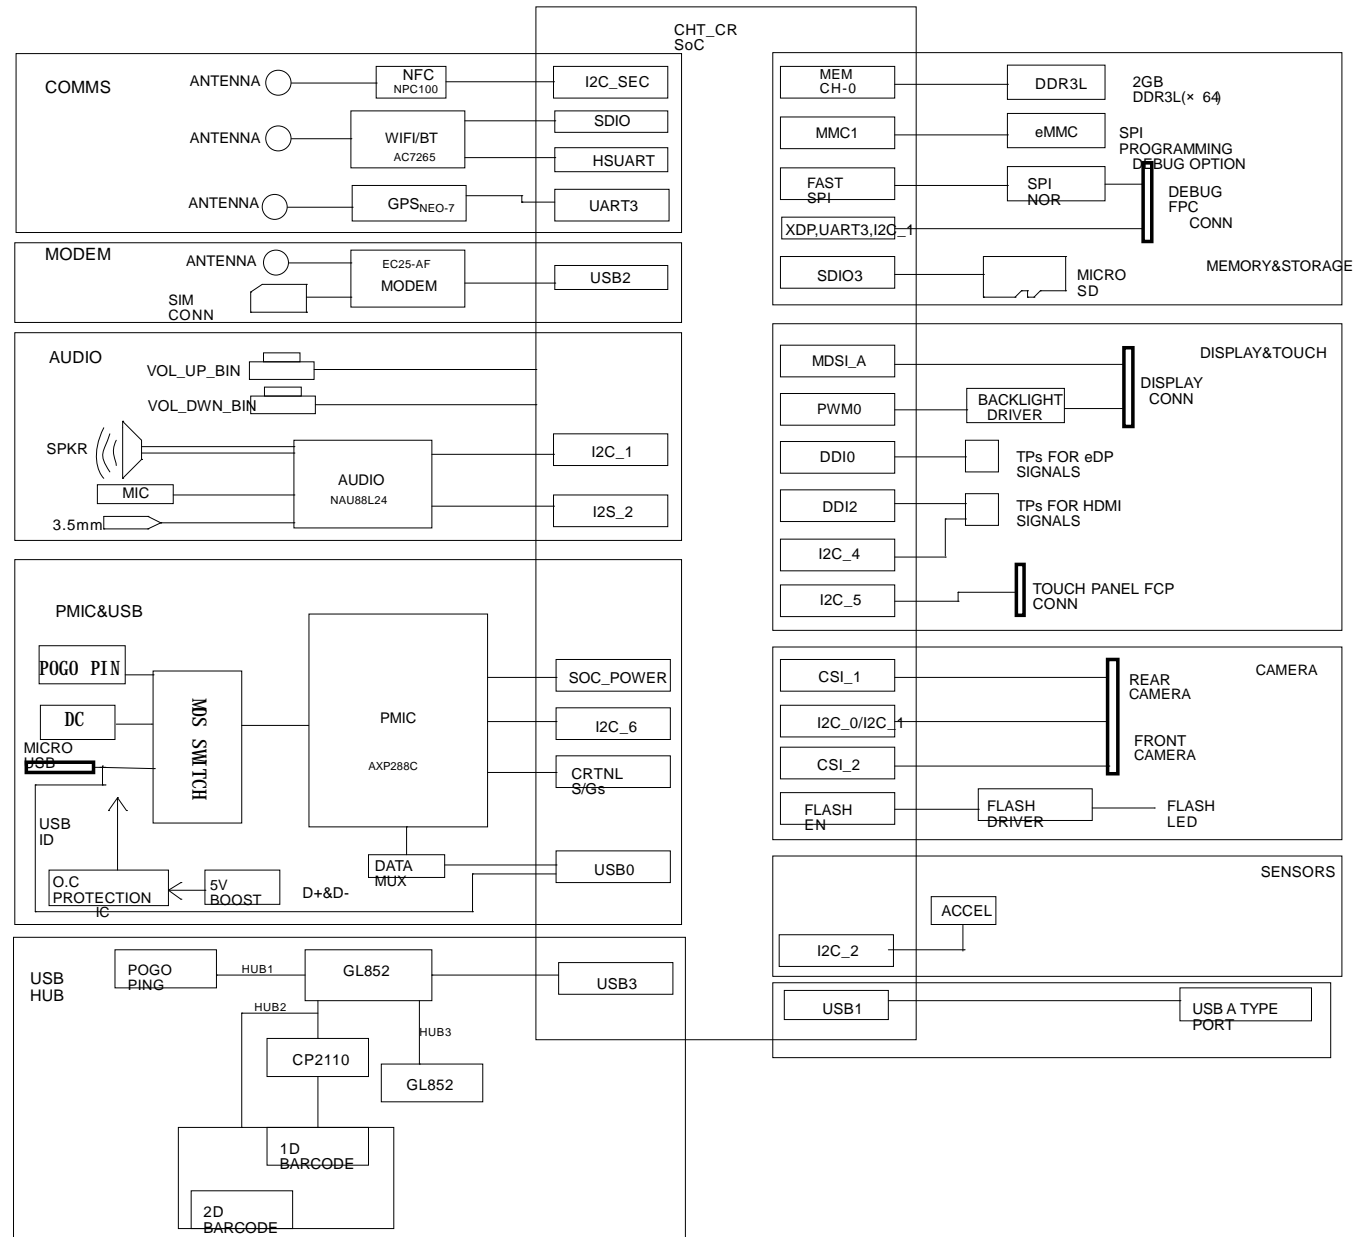 CHT_CR
SoC
COMMS
ANTENNA
NFC
NPC100
I2C_SEC
ANTENNA
WIFI/BT
AC7265
SDIO
HSUART
ANTENNA
GPS NEO-7
UART3
MODEM
ANTENNA
EC25-AF
MODEM
USB2
SIM
CONN
AUDIO
VOL_UP_BIN
VOL_DWN_BIN
SPKR
MIC
3.5mm
AUDIO
NAU88L24
I2C_1
I2S_2
PMIC&USB
POGO PIN
DC
MICRO
USB
MOS SWITCH
PMIC
AXP288C
SOC_POWER
I2C_6
CRTNL
S/Gs
USB
ID
DATA
MUX
USB0
O.C
PROTECTION
IC
5V
BOOST
D+&D-
USB
HUB
POGO
PING
HUB1
GL852
USB3
HUB2
HUB3
CP2110
GL852
1D
BARCODE
2D
BARCODE
MEM
CH-0
DDR3L
2GB
DDR3L(× 64)
MMC1
eMMC
SPI
PROGRAMMING
DEBUG OPTION
FAST
SPI
SPI
NOR
DEBUG
FPC
CONN
XDP,UART3,I2C_1
SDIO3
MICRO
SD
MEMORY&STORAGE
DISPLAY&TOUCH
MDSI_A
DISPLAY
CONN
PWM0
BACKLIGHT
DRIVER
DDI0
TPs FOR eDP
SIGNALS
DDI2
TPs FOR HDMI
SIGNALS
I2C_4
I2C_5
TOUCH PANEL FCP
CONN
CAMERA
CSI_1
REAR
CAMERA
I2C_0/I2C_1
FRONT
CAMERA
CSI_2
FLASH
EN
FLASH
DRIVER
FLASH
LED
SENSORS
ACCEL
I2C_2
USB1
USB A TYPE
PORT